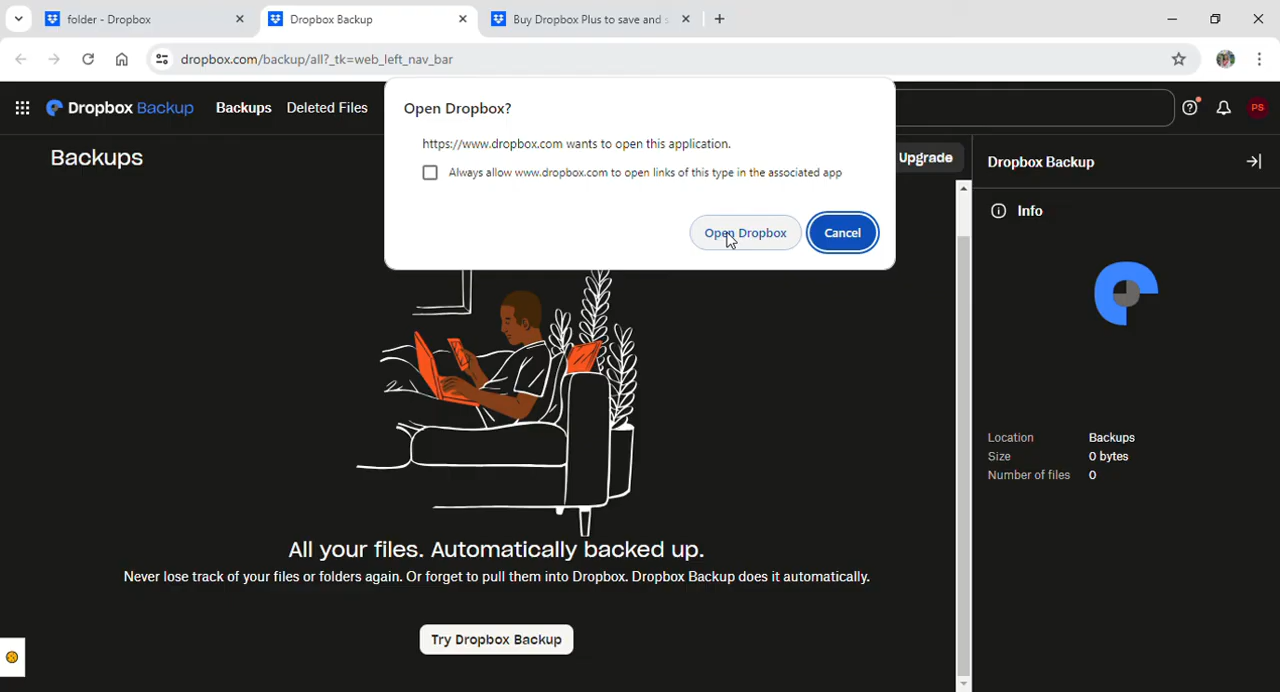 folder - Dropbox
Dropbox Backup
Buy Dropbox Plus to save and s
dropbox.com/backup/all?_tk=web_left_nav_bar
Dropbox Backup
Backups
Deleted Files
PS
Open Dropbox?
https://www.dropbox.com wants to open this application.
Always allow www.dropbox.com to open links of this type in the associated app
Open Dropbox
Cancel
Backups
Upgrade
Dropbox Backup
Info
Location Backups
Size 0 bytes
Number of files 0
All your files. Automatically backed up.
Never lose track of your files or folders again. Or forget to pull them into Dropbox. Dropbox Backup does it automatically.
Try Dropbox Backup